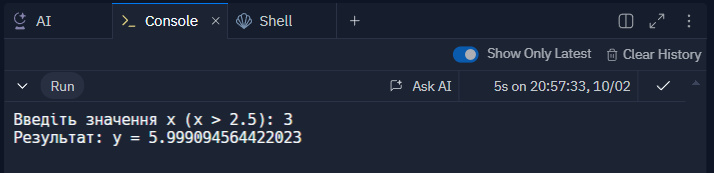 AI
Console
Shell
Show Only Latest
Clear History
Run
Ask AI
5s on 20:57:33, 10/02
Введіть значення x (x > 2.5): 3
Результат: y = 5.999094564422023